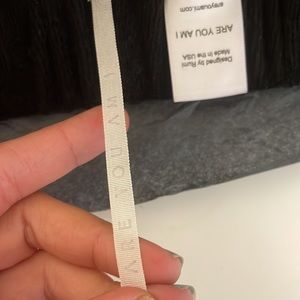 ARE YOU AM I
areyouami.com
ARE YOU AM I
Designed by Rumi
Made in the USA